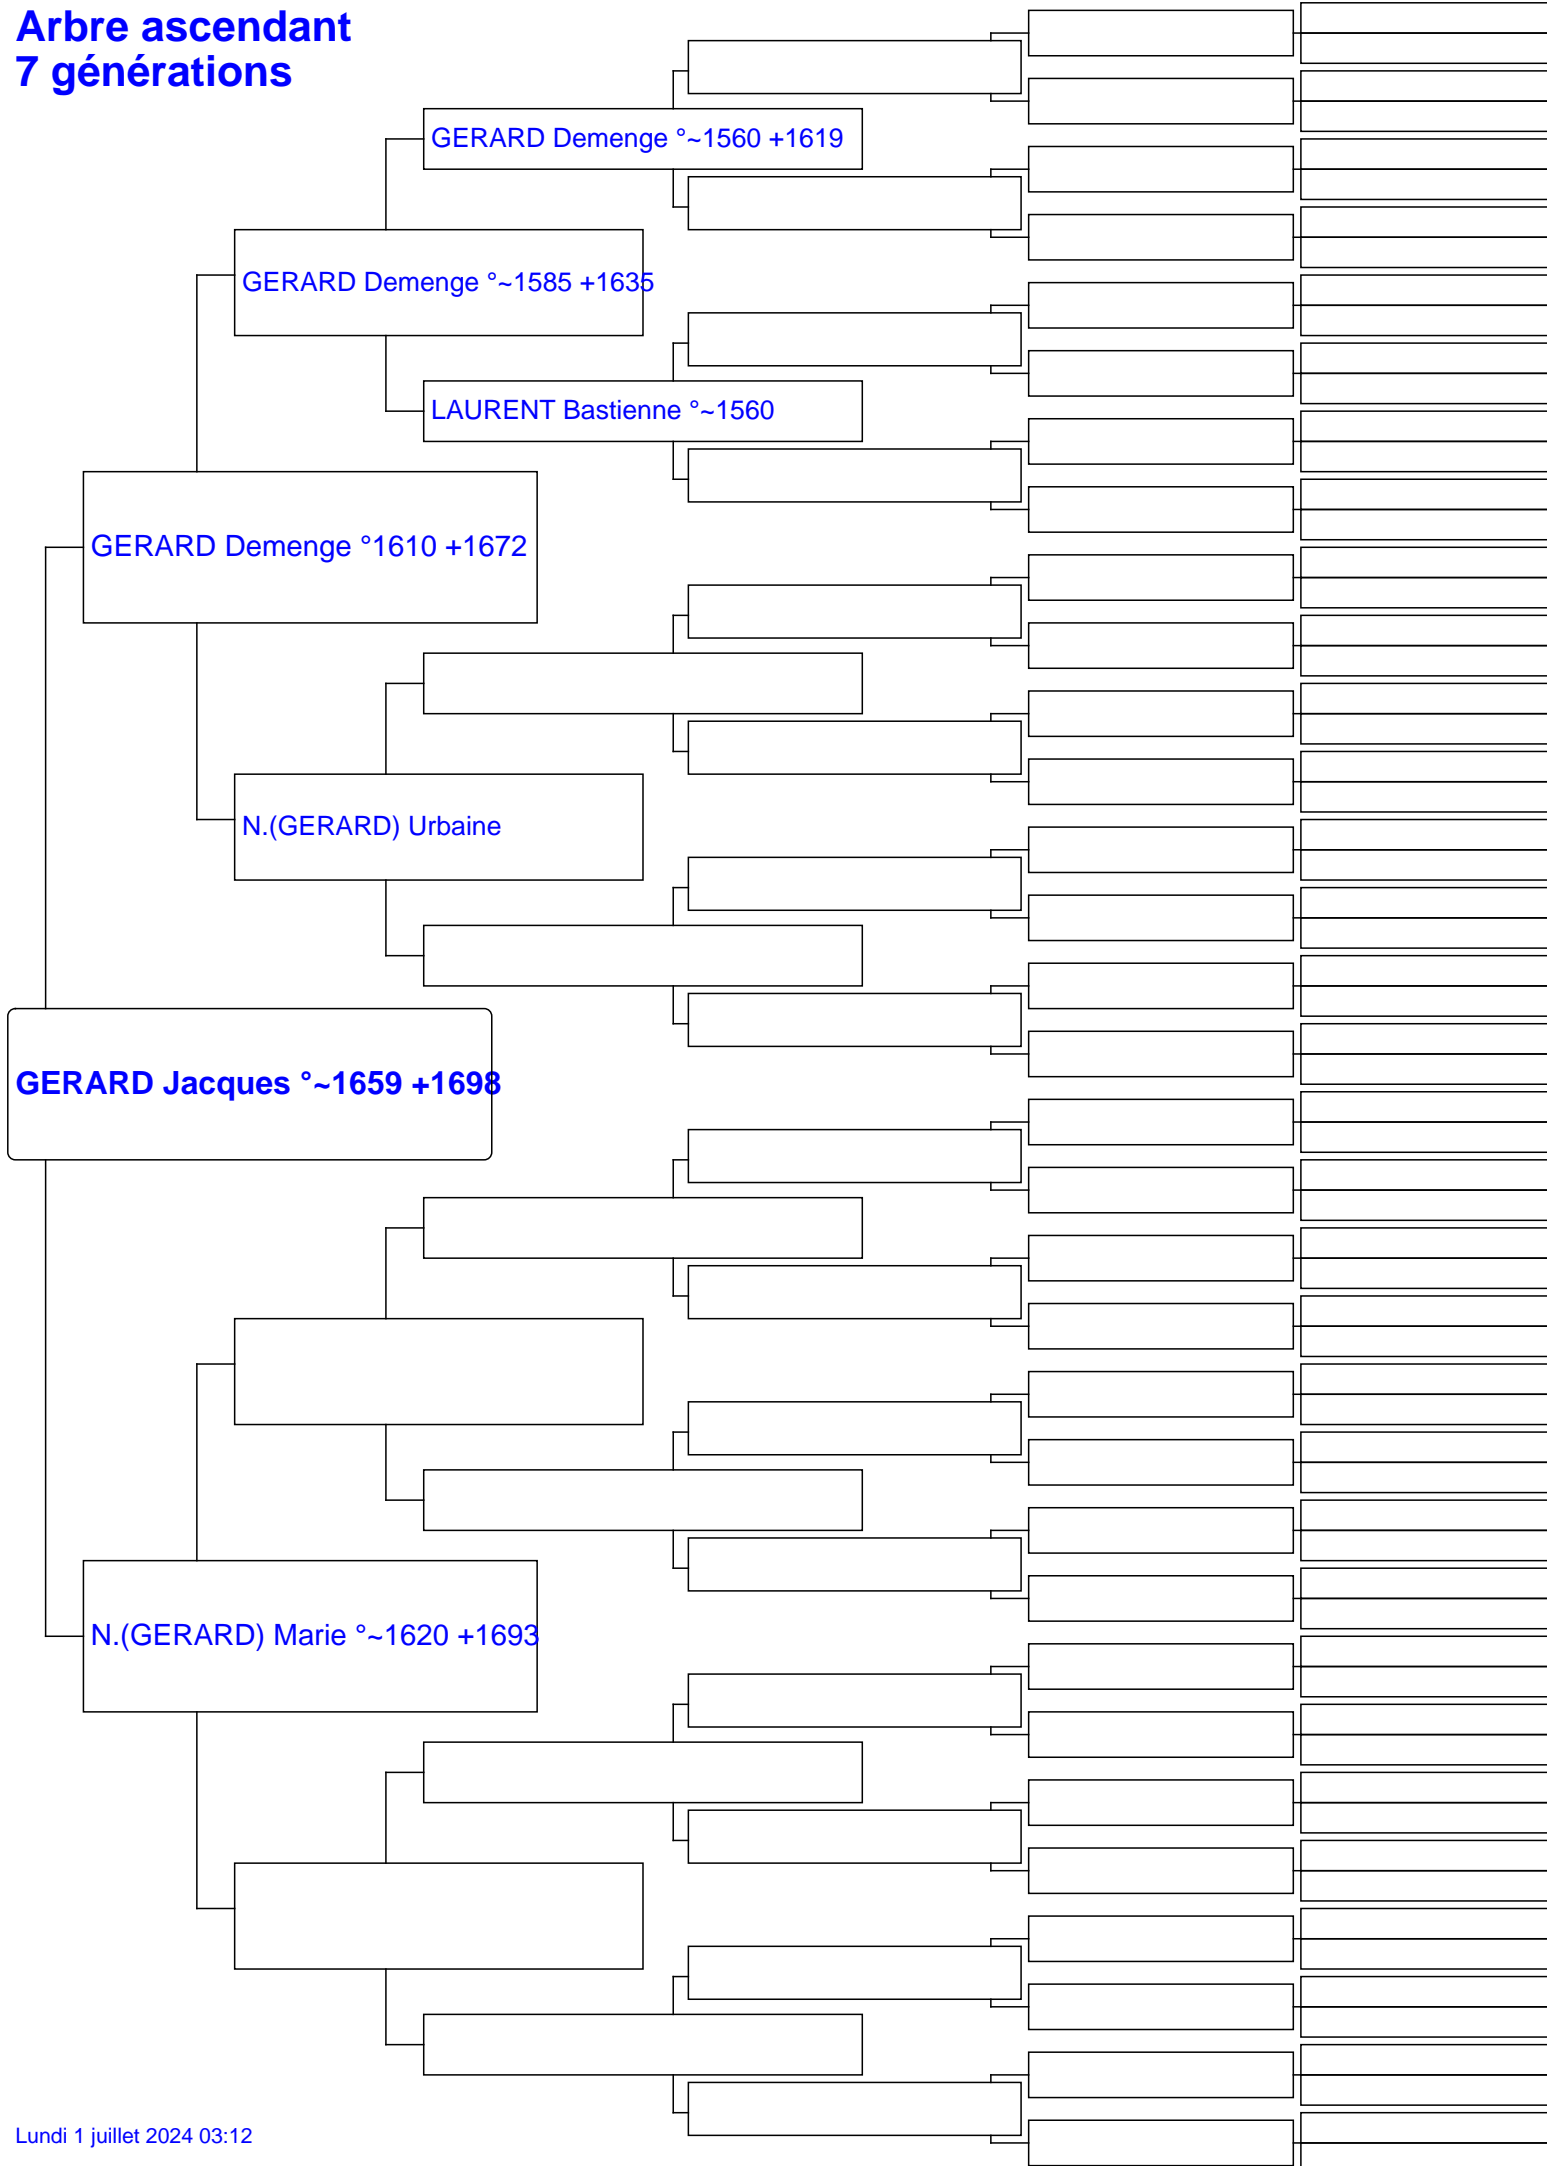 Arbre ascendant
7 générations
GERARD Demenge °~1560 +1619
GERARD Demenge °~1585 +1635
LAURENT Bastienne °~1560
GERARD Demenge °1610 +1672
N.(GERARD) Urbaine
GERARD Jacques °~1659 +1698
N.(GERARD) Marie °~1620 +1693
Lundi 1 juillet 2024 03:12